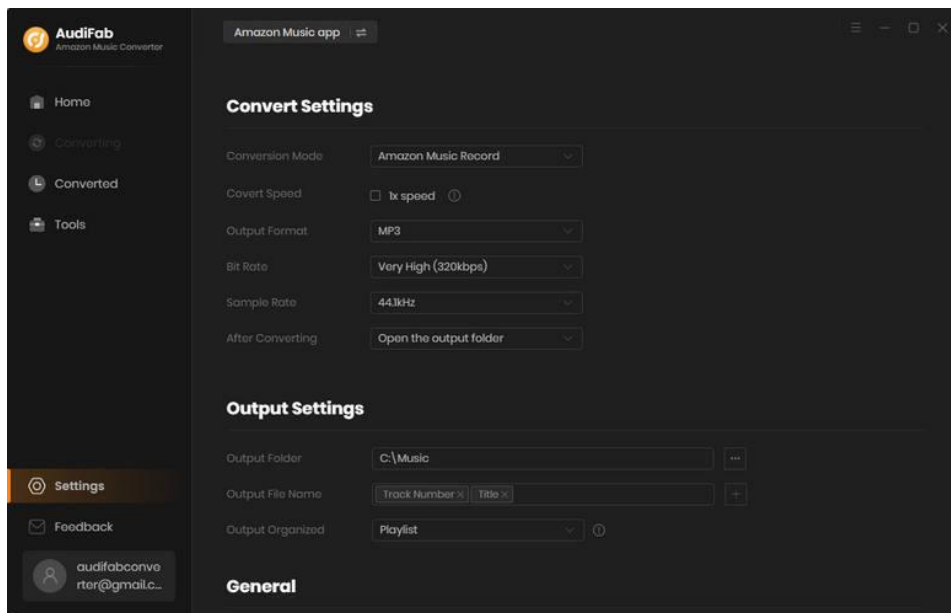 AudiFab
Amazon Music Converter
Amazon Music app
Home
Converting
Converted
Tools
Settings
Feedback
audifabconve
rter@gmail.c...
Convert Settings
Conversion Mode Amazon Music Record
Covert Speed 1x speed
Output Format MP3
Bit Rate Very High (320kbps)
Sample Rate 44.1kHz
After Converting Open the output folder
Output Settings
Output Folder C:\Music
Output File Name Track Number × Title ×
Output Organized Playlist
General